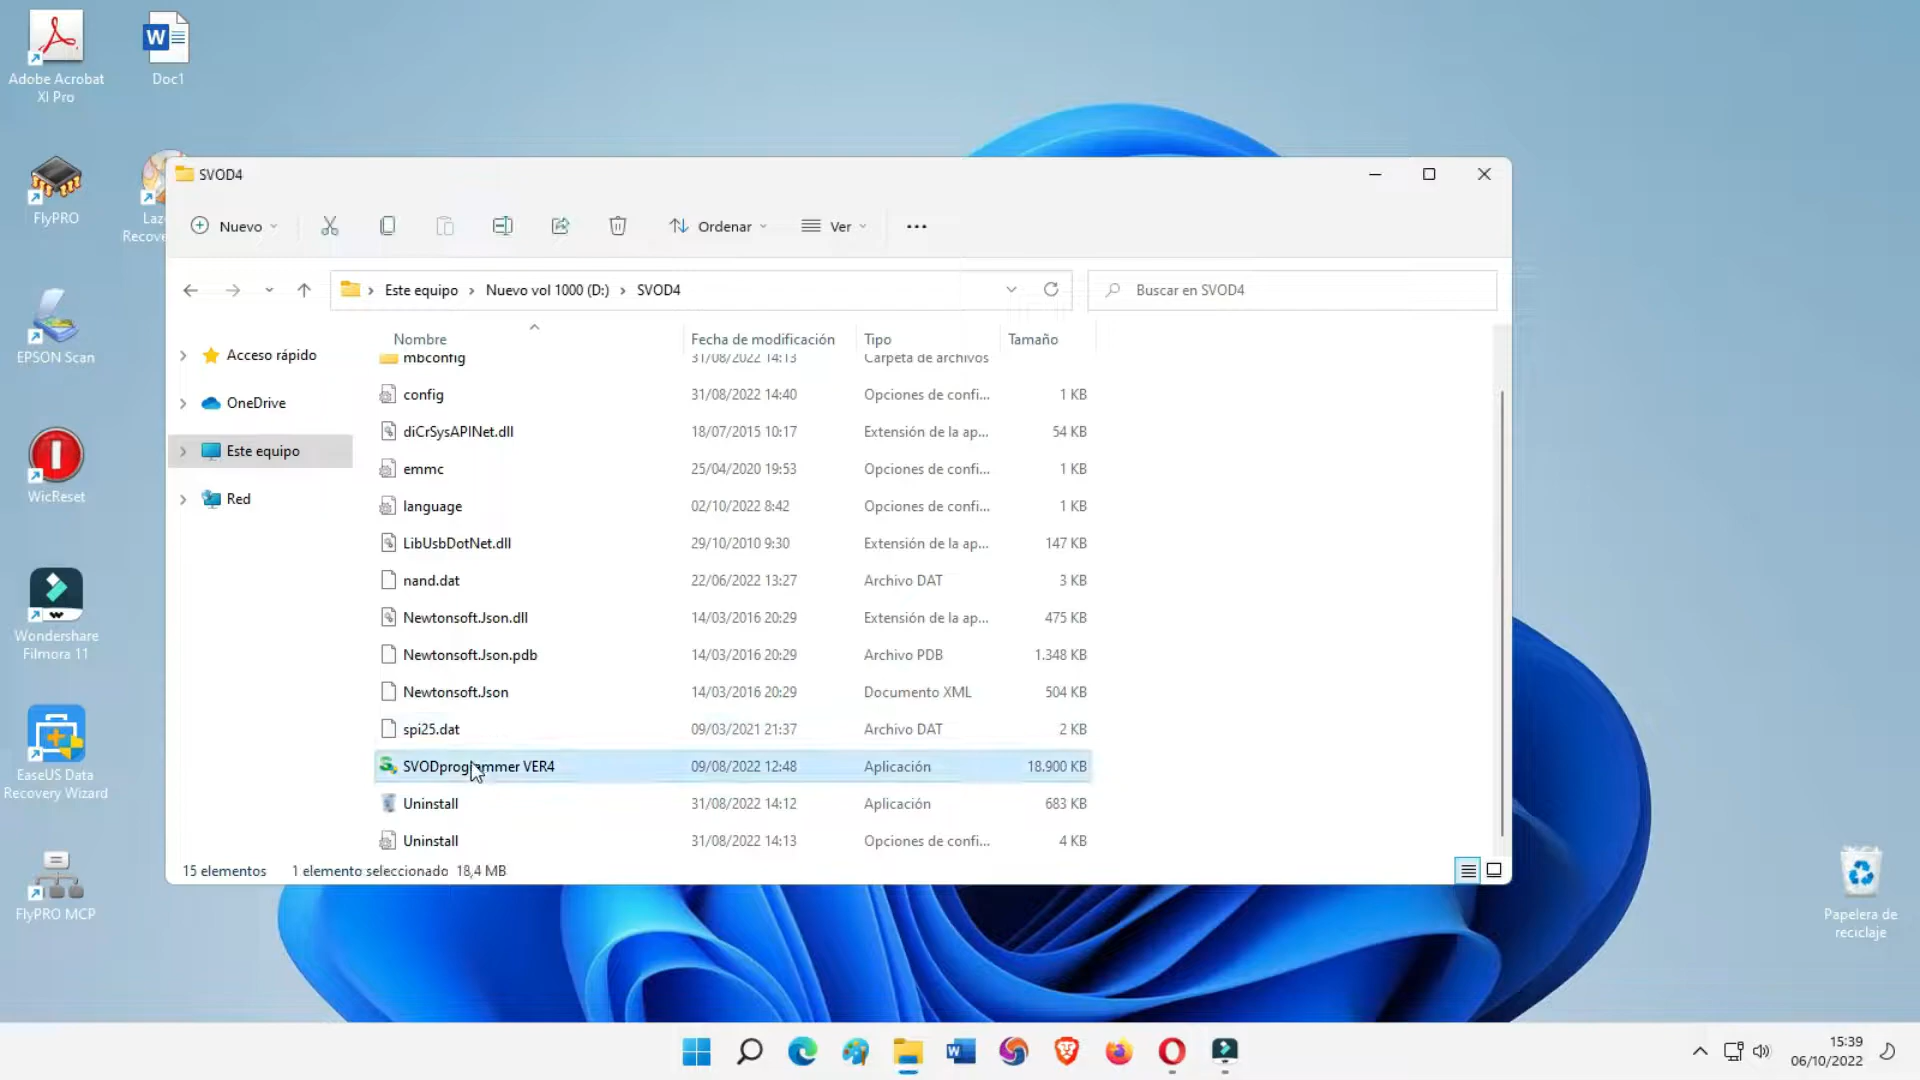 Adobe Acrobat
XI Pro
Doc1
FlyPRO
Laz
Recove
EPSON Scan
WicReset
Wondershare
Filmora 11
EaseUS Data
Recovery Wizard
FlyPRO MCP
SVOD4
Nuevo
Ordenar
Ver
Este equipo
Nuevo vol 1000 (D:)
SVOD4
Buscar en SVOD4
Acceso rápido
OneDrive
Este equipo
Red
Nombre Fecha de modificación Tipo Tamaño
mbconfig 31/08/2022 14:13 Carpeta de archivos
config 31/08/2022 14:40 Opciones de confi... 1 KB
diCrSysAPINet.dll 18/07/2015 10:17 Extensión de la ap... 54 KB
emmc 25/04/2020 19:53 Opciones de confi... 1 KB
language 02/10/2022 8:42 Opciones de confi... 1 KB
LibUsbDotNet.dll 29/10/2010 9:30 Extensión de la ap... 147 KB
nand.dat 22/06/2022 13:27 Archivo DAT 3 KB
Newtonsoft.Json.dll 14/03/2016 20:29 Extensión de la ap... 475 KB
Newtonsoft.Json.pdb 14/03/2016 20:29 Archivo PDB 1.348 KB
Newtonsoft.Json 14/03/2016 20:29 Documento XML 504 KB
spi25.dat 09/03/2021 21:37 Archivo DAT 2 KB
SVODprogrammer VER4 09/08/2022 12:48 Aplicación 18.900 KB
Uninstall 31/08/2022 14:12 Aplicación 683 KB
Uninstall 31/08/2022 14:13 Opciones de confi... 4 KB
15 elementos 1 elemento seleccionado 18,4 MB
Papelera de
reciclaje
15:39
06/10/2022